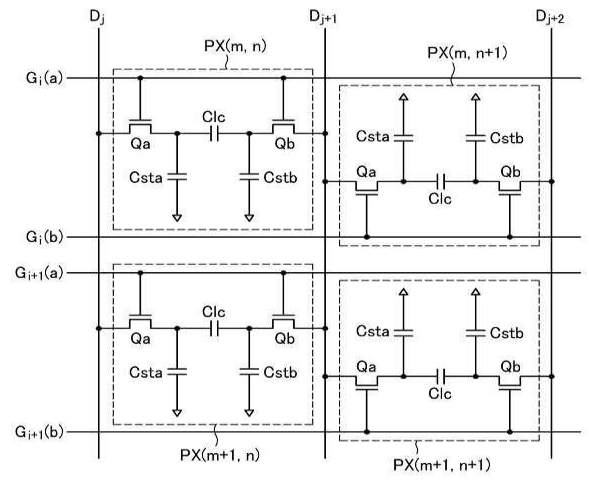 Dj Dj+1 Dj+2
PX(m, n)
PX(m, n+1)
Gi(a)
Clc
Qa Qb
Csta Cstb
Csta Cstb
Qa Qb
Clc
Gi(b)
Gi+1(a)
Clc
Qa Qb
Csta Cstb
Csta Cstb
Qa Qb
Clc
Gi+1(b)
PX(m+1, n)
PX(m+1, n+1)